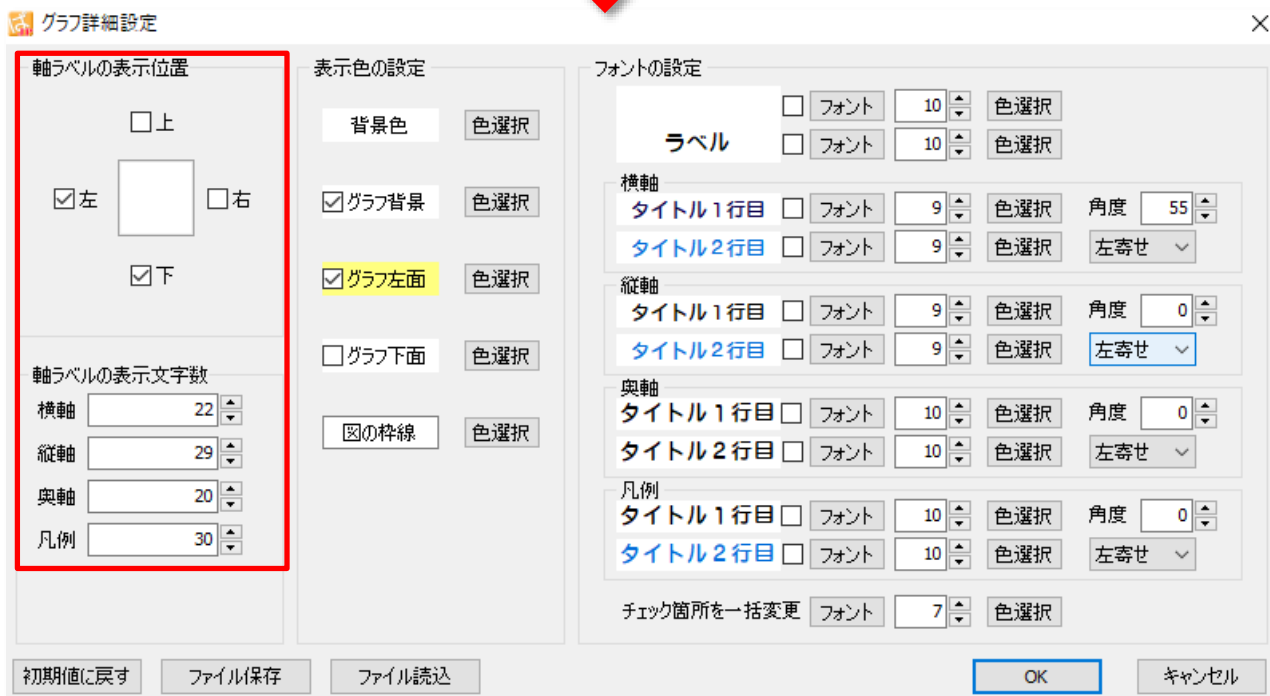 グラフ詳細設定
軸ラベルの表示位置
上
左
右
下
軸ラベルの表示文字数
横軸 22
縦軸 29
奥軸 20
凡例 30
表示色の設定
背景色 色選択
グラフ背景 色選択
グラフ左面 色選択
グラフ下面 色選択
図の枠線 色選択
フォントの設定
ラベル
フォント 10 色選択
フォント 10 色選択
横軸
タイトル1行目 フォント 9 色選択 角度 55
タイトル2行目 フォント 9 色選択 左寄せ
縦軸
タイトル1行目 フォント 9 色選択 角度 0
タイトル2行目 フォント 9 色選択 左寄せ
奥軸
タイトル1行目 フォント 10 色選択 角度 0
タイトル2行目 フォント 10 色選択 左寄せ
凡例
タイトル1行目 フォント 10 色選択 角度 0
タイトル2行目 フォント 10 色選択 左寄せ
チェック箇所を一括変更 フォント 7 色選択
初期値に戻す ファイル保存 ファイル読込 OK キャンセル